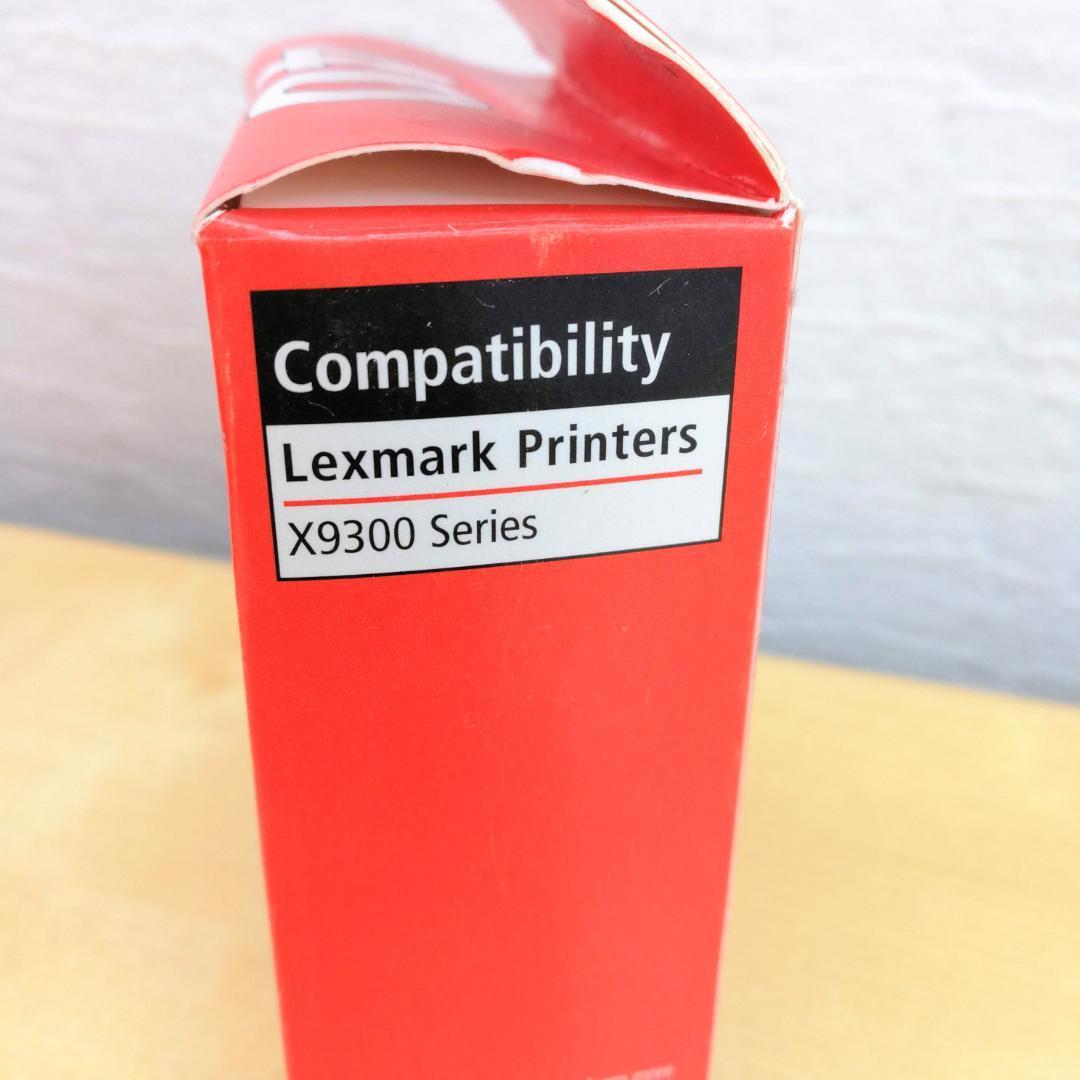 Compatibility
Lexmark Printers
X9300 Series